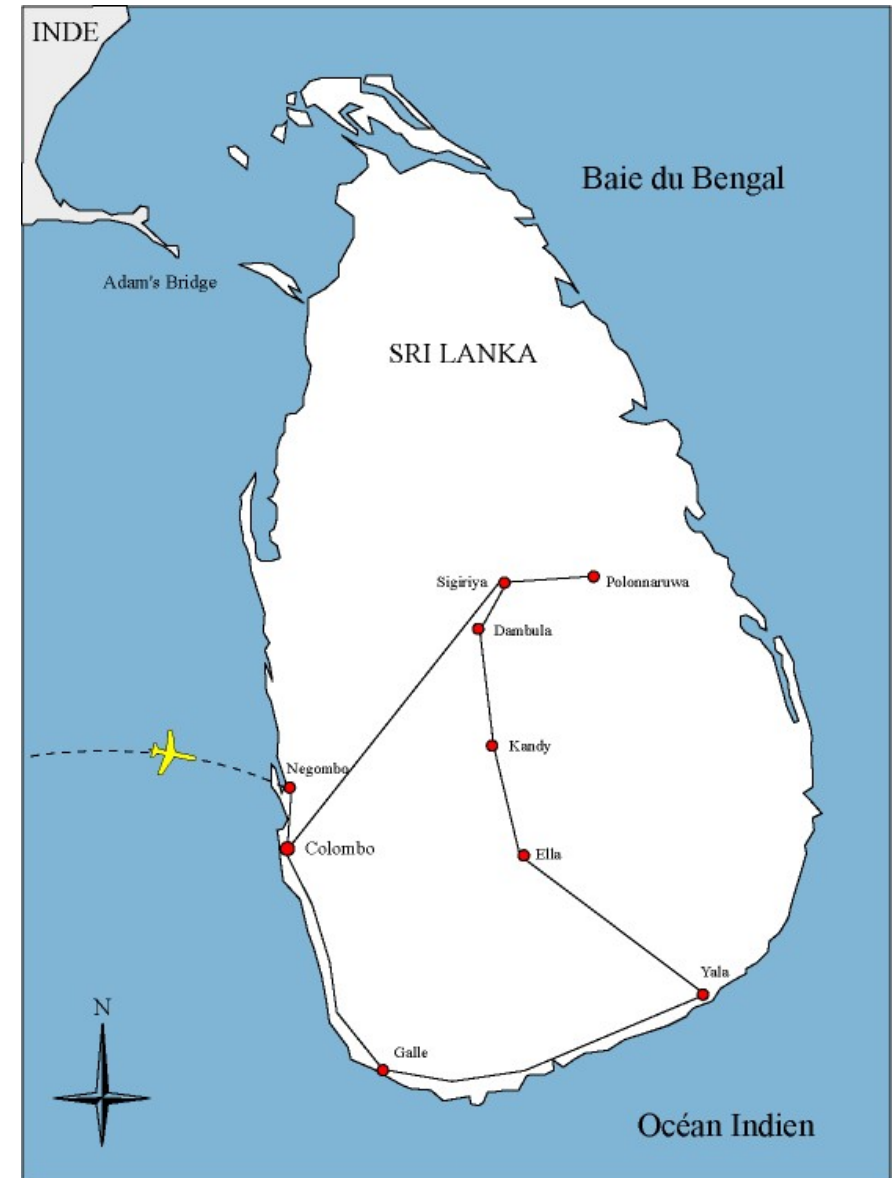 INDE
Baie du Bengal
Adam's Bridge
SRI LANKA
Sigiriya
Polonnaruwa
Dambula
Kandy
Negombo
Colombo
Ella
Yala
N
Galle
Océan Indien